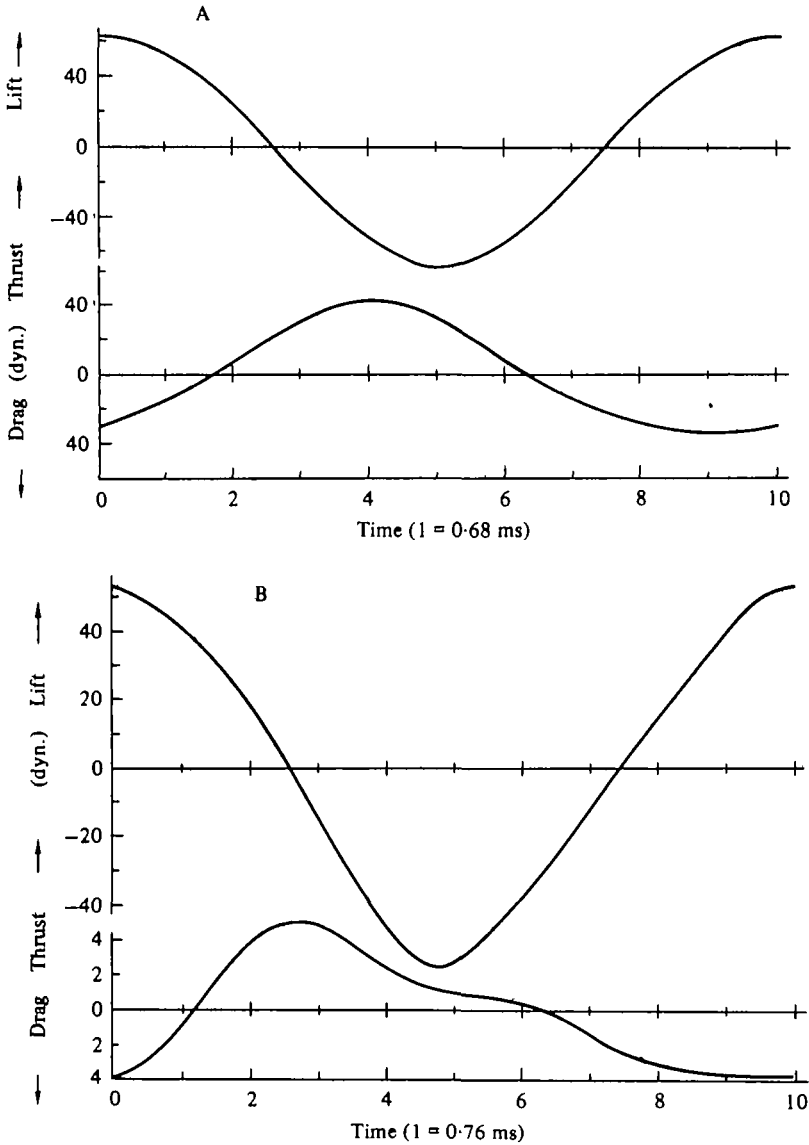 A
Lift →
40
0
−40
Drag (dyn.) Thrust →
←
40
0
40
0 2 4 6 8 10
Time (1 = 0·68 ms)
B
(dyn.) Lift →
40
20
0
−20
−40
Drag Thrust →
←
4
2
0
2
4
0 2 4 6 8 10
Time (1 = 0·76 ms)